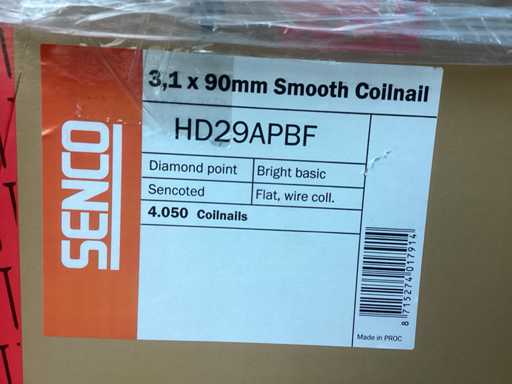 SENCO
3,1 x 90mm Smooth Coilnail
HD29APBF
Diamond point
Bright basic
Sencoted
Flat, wire coll.
4.050 Coilnails
8 715274 017914
Made in PROC